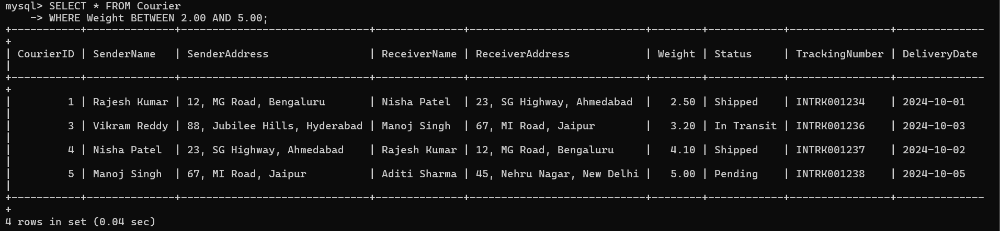 mysql> SELECT * FROM Courier
    -> WHERE Weight BETWEEN 2.00 AND 5.00;
+-----------+--------------+------------------------------+--------------+----------------------------+--------+------------+----------------+--------------
+
| CourierID | SenderName   | SenderAddress                | ReceiverName | ReceiverAddress            | Weight | Status     | TrackingNumber | DeliveryDate
|
+-----------+--------------+------------------------------+--------------+----------------------------+--------+------------+----------------+--------------
+
|         1 | Rajesh Kumar | 12, MG Road, Bengaluru       | Nisha Patel  | 23, SG Highway, Ahmedabad  |   2.50 | Shipped    | INTRK001234    | 2024-10-01
|
|         3 | Vikram Reddy | 88, Jubilee Hills, Hyderabad | Manoj Singh  | 67, MI Road, Jaipur        |   3.20 | In Transit | INTRK001236    | 2024-10-03
|
|         4 | Nisha Patel  | 23, SG Highway, Ahmedabad    | Rajesh Kumar | 12, MG Road, Bengaluru     |   4.10 | Shipped    | INTRK001237    | 2024-10-02
|
|         5 | Manoj Singh  | 67, MI Road, Jaipur          | Aditi Sharma | 45, Nehru Nagar, New Delhi |   5.00 | Pending    | INTRK001238    | 2024-10-05
|
+-----------+--------------+------------------------------+--------------+----------------------------+--------+------------+----------------+--------------
+
4 rows in set (0.04 sec)